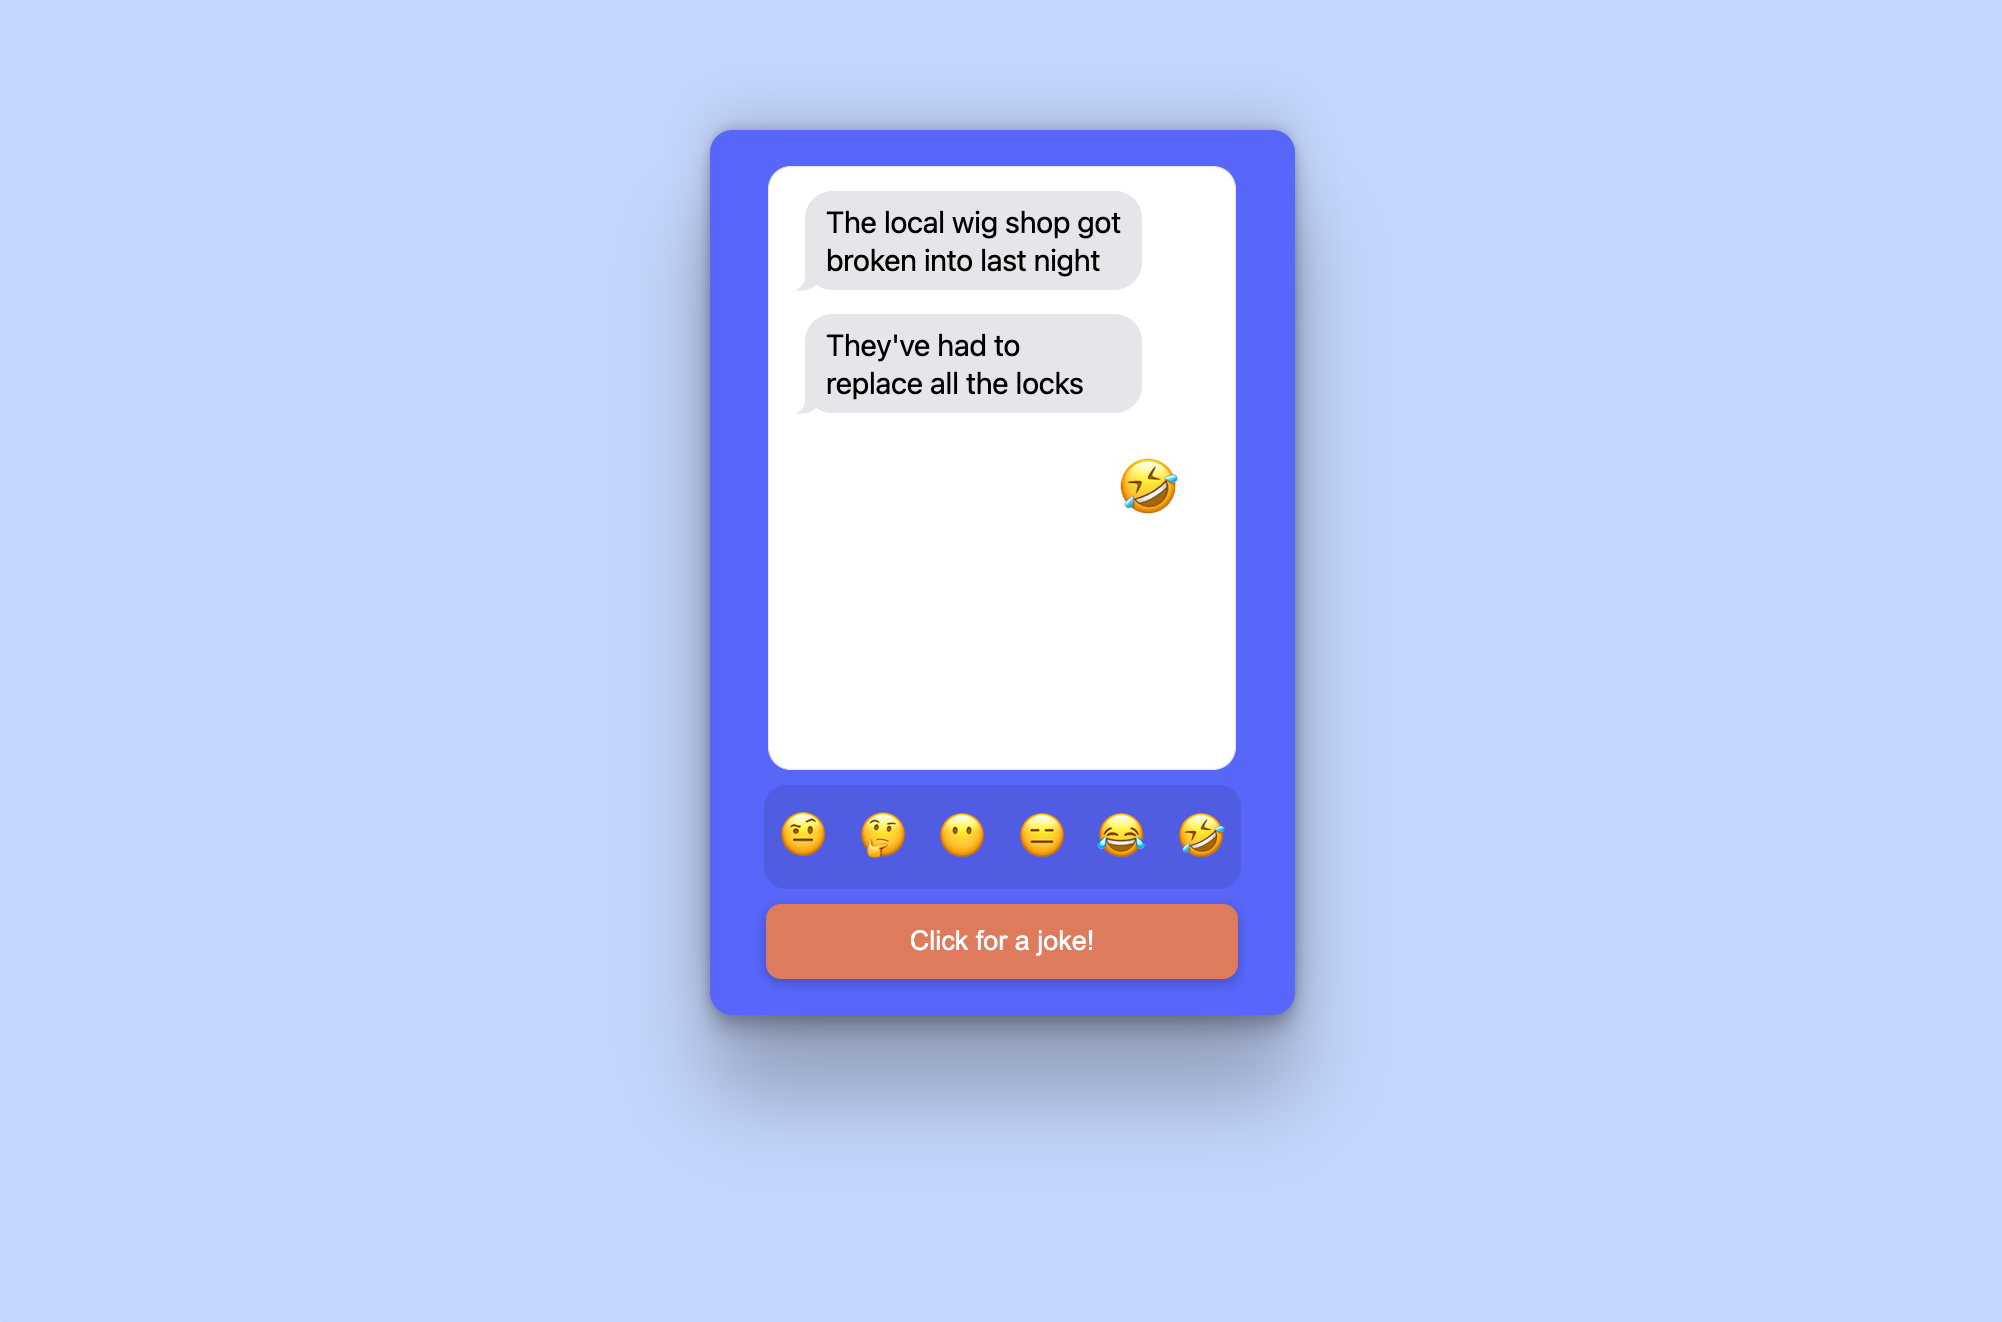 The local wig shop got
broken into last night
They've had to
replace all the locks
🤣
🤨 🤔 😶 😑 😂 🤣
Click for a joke!